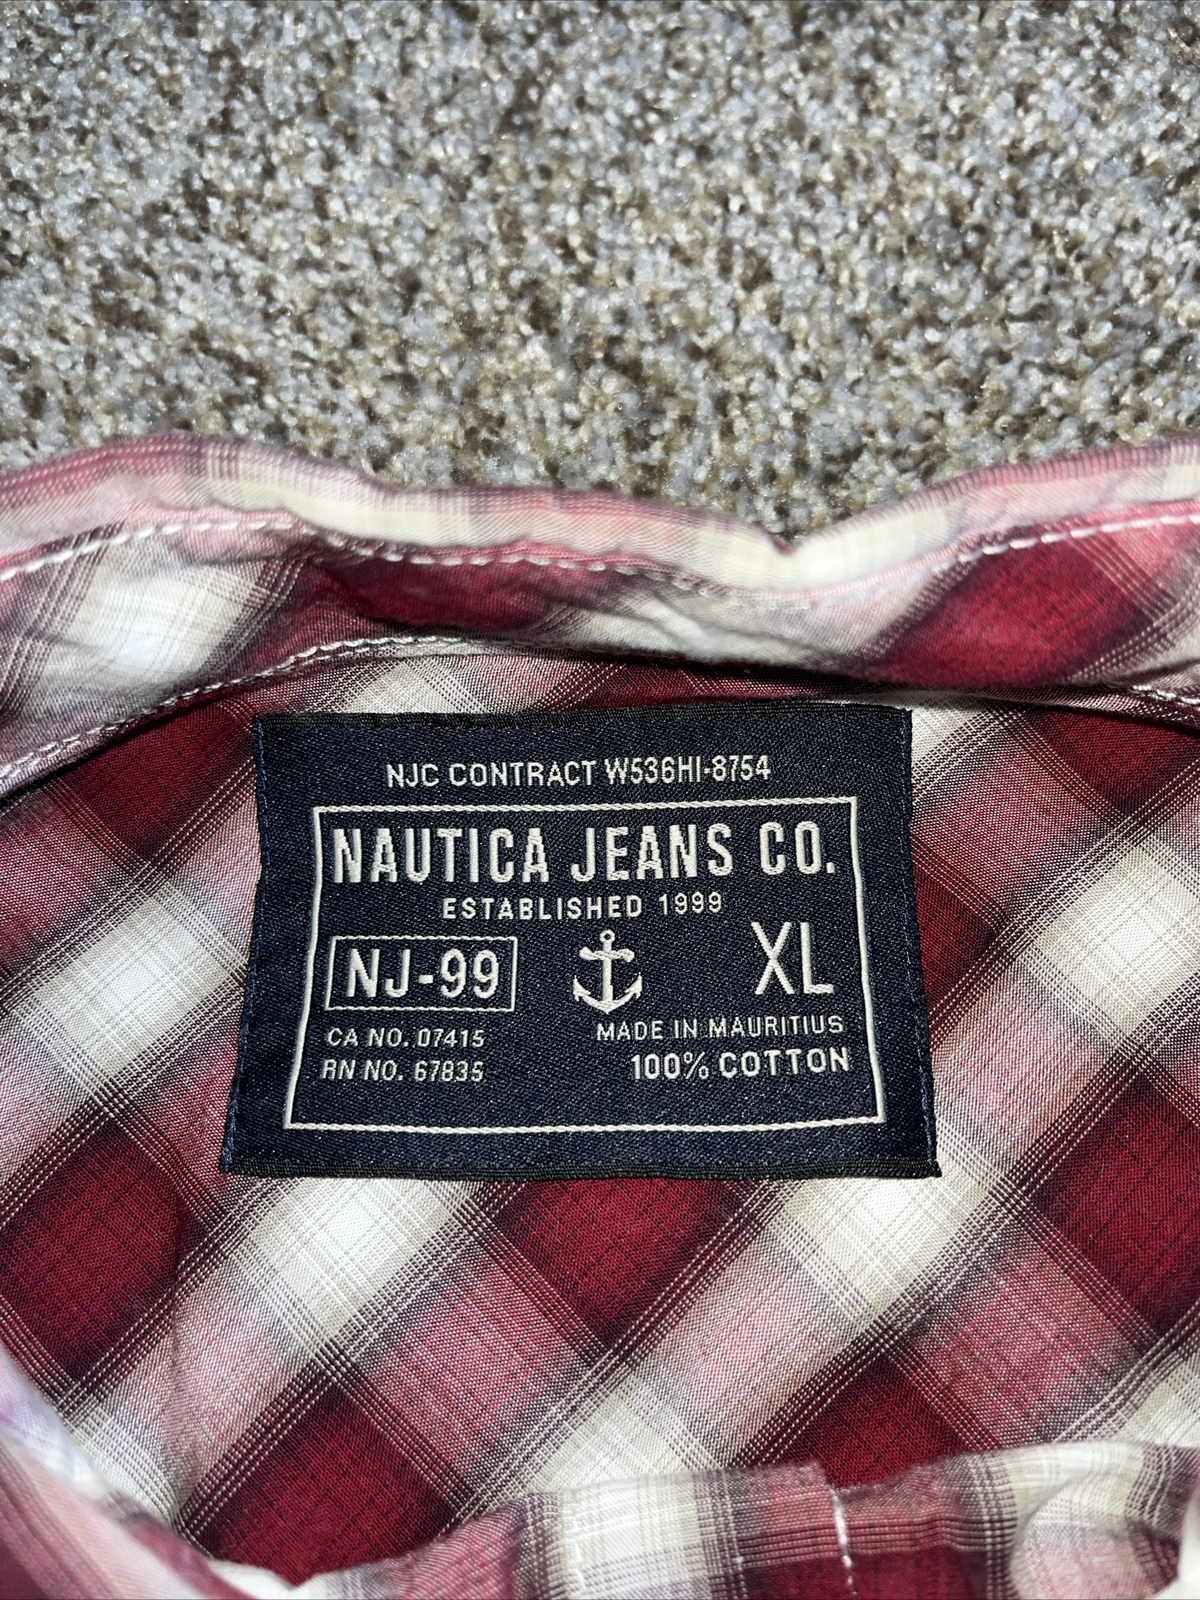 NJC CONTRACT W536HI-8754
NAUTICA JEANS CO.
ESTABLISHED 1999
NJ-99
XL
CA NO. 07415
MADE IN MAURITIUS
RN NO. 67835
100% COTTON